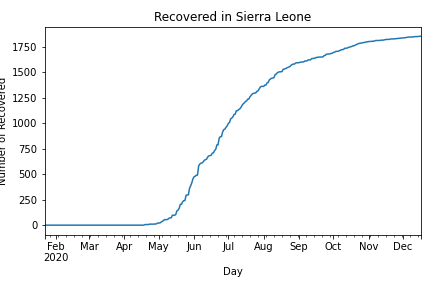 Recovered in Sierra Leone
Number of Recovered
1750
1500
1250
1000
750
500
250
0
Feb Mar Apr May Jun Jul Aug Sep Oct Nov Dec
2020
Day